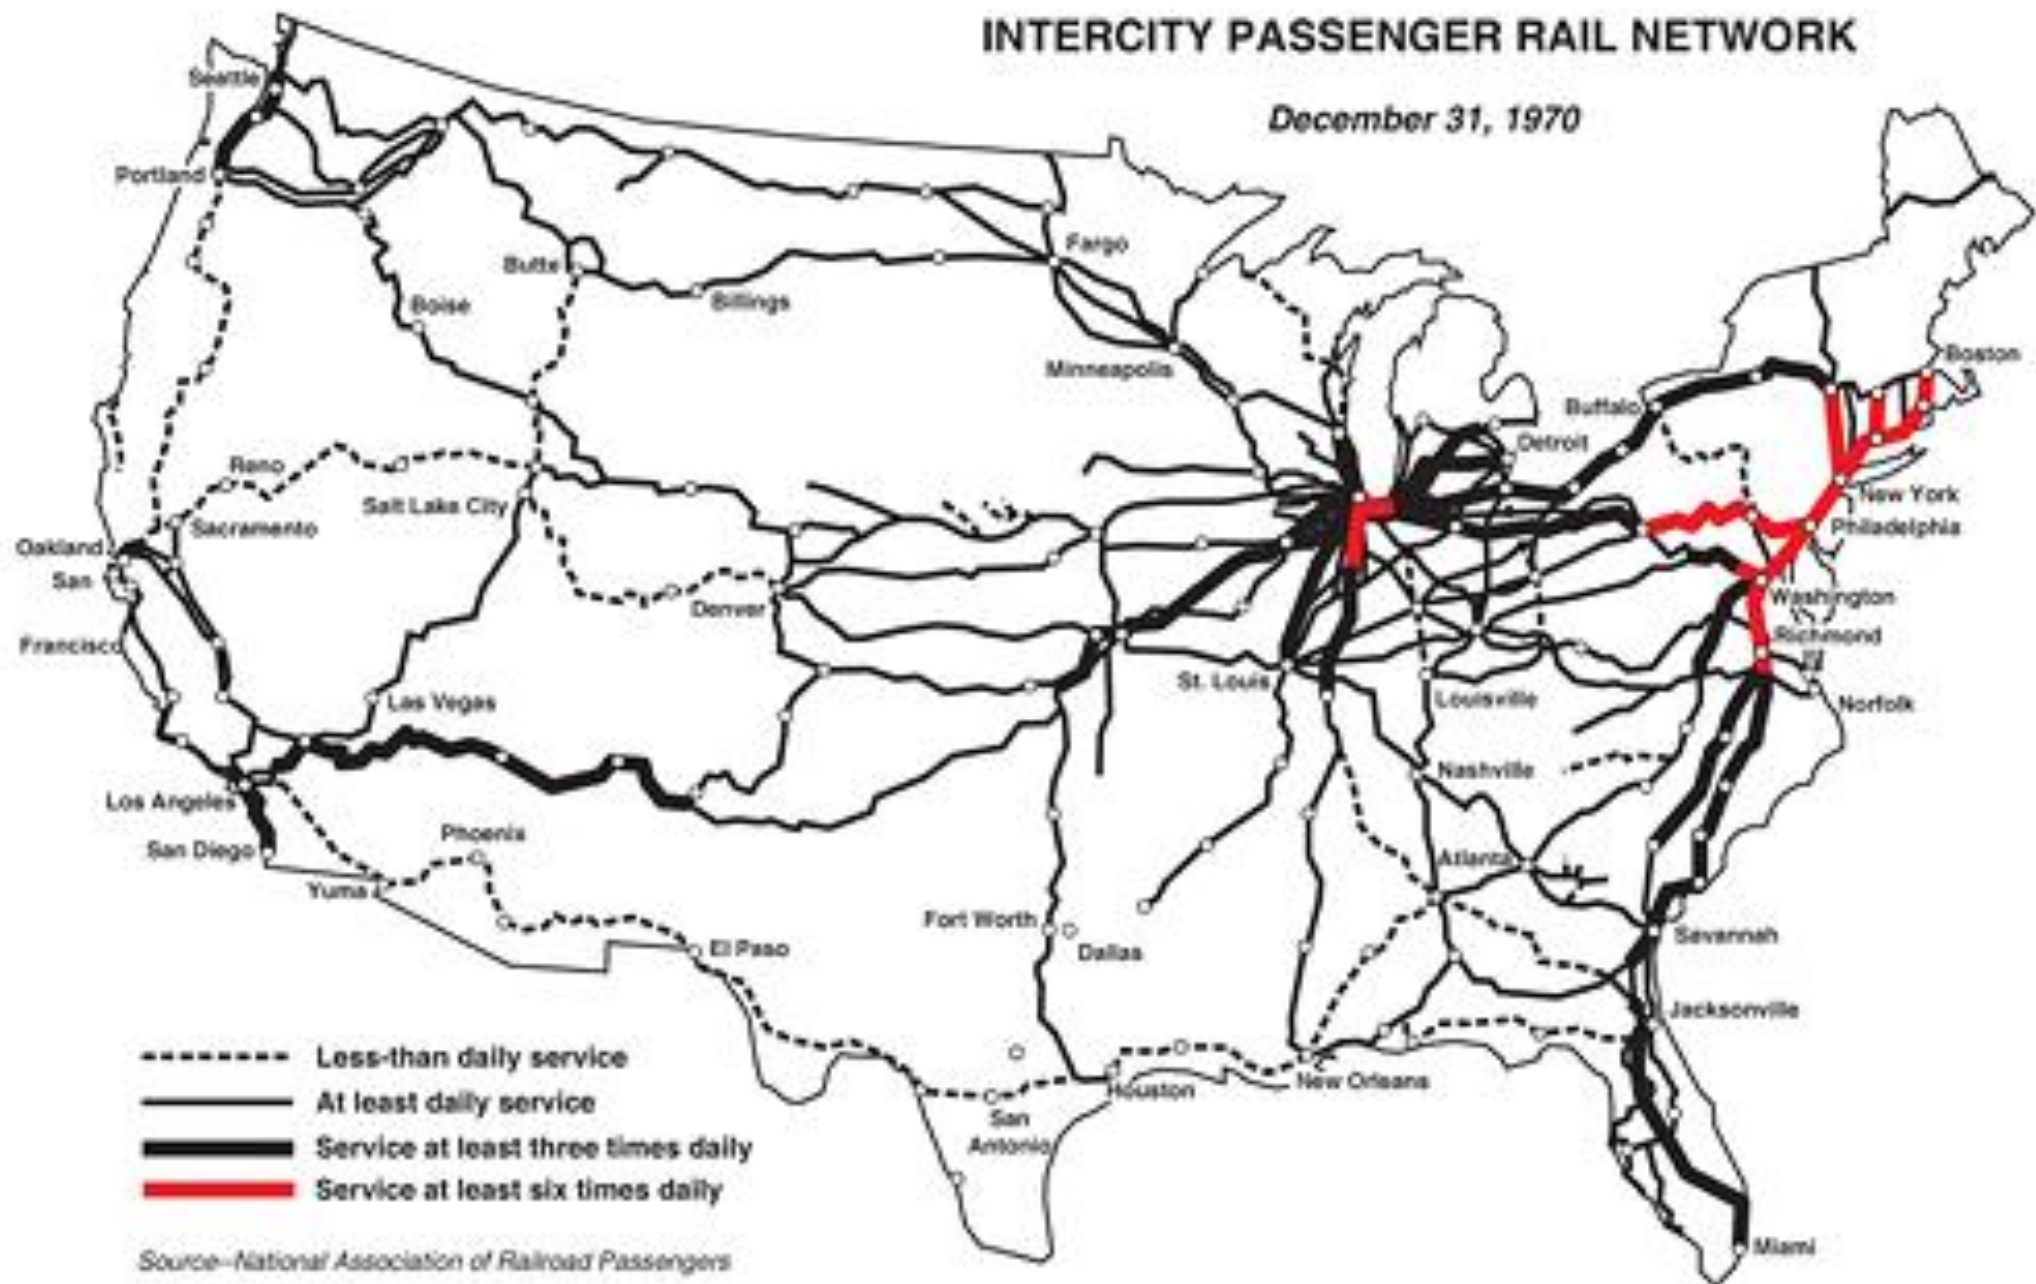 INTERCITY PASSENGER RAIL NETWORK
December 31, 1970
Seattle
Portland
Butte
Fargo
Boise
Billings
Minneapolis
Boston
Buffalo
Detroit
Reno
Salt Lake City
New York
Sacramento
Philadelphia
Oakland
San
Francisco
Denver
Washington
Richmond
St. Louis
Louisville
Norfolk
Las Vegas
Nashville
Los Angeles
San Diego
Phoenix
Yuma
Atlanta
Fort Worth
Dallas
El Paso
Savannah
Jacksonville
Houston
New Orleans
San
Antonio
Miami
Less-than daily service
At least daily service
Service at least three times daily
Service at least six times daily
Source–National Association of Railroad Passengers